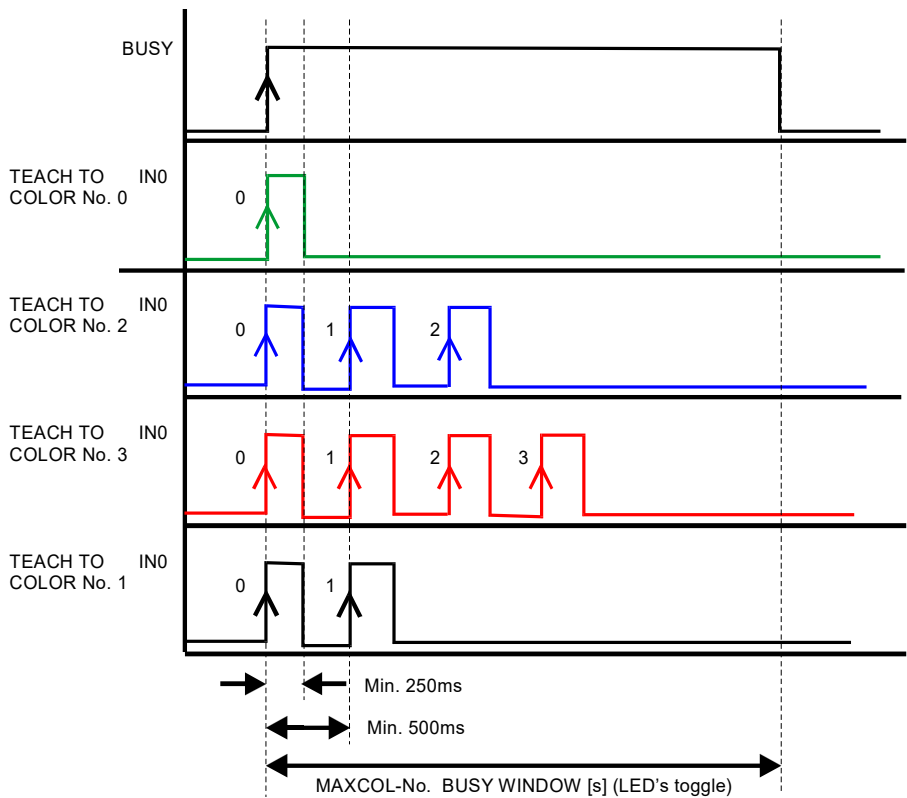 BUSY
TEACH TO IN0
COLOR No. 0 0
TEACH TO IN0
COLOR No. 2 0 1 2
TEACH TO IN0
COLOR No. 3 0 1 2 3
TEACH TO IN0
COLOR No. 1 0 1
Min. 250ms
Min. 500ms
MAXCOL-No. BUSY WINDOW [s] (LED's toggle)